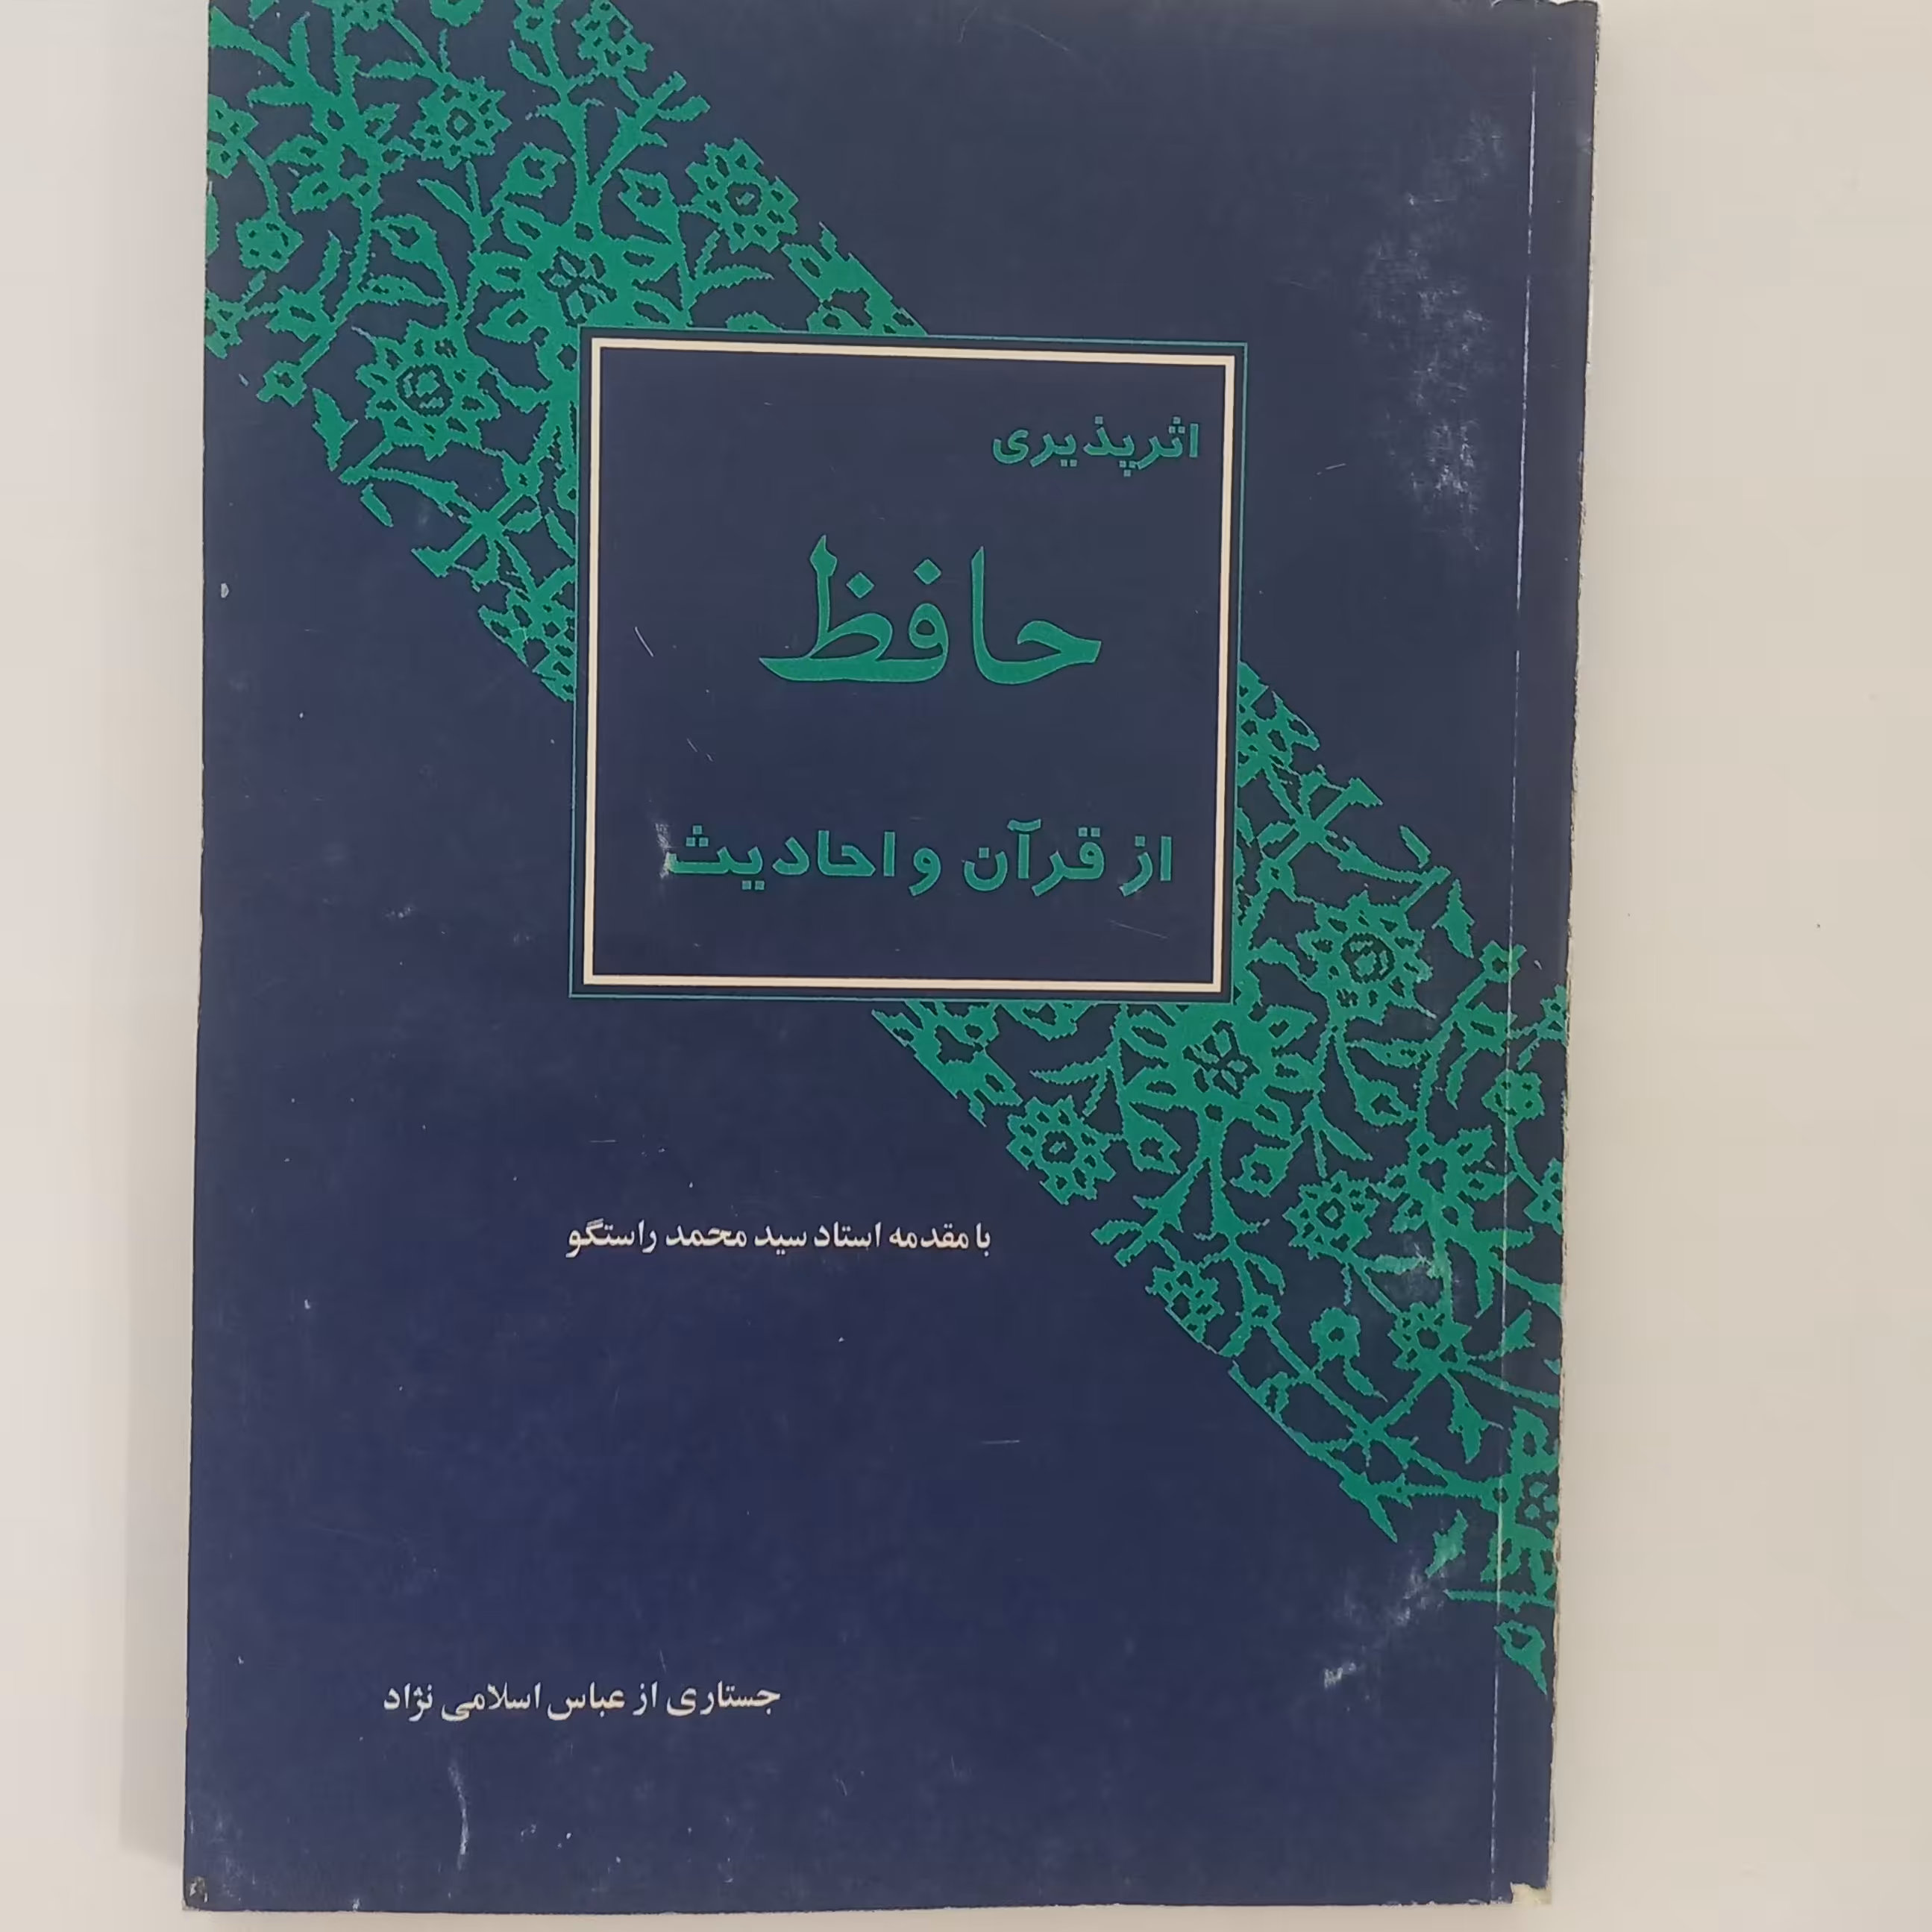 اثرپذیری
حافظ
از قرآن و احادیث
با مقدمه استاد سید محمد راستگو
جستاری از عباس اسلامی نژاد